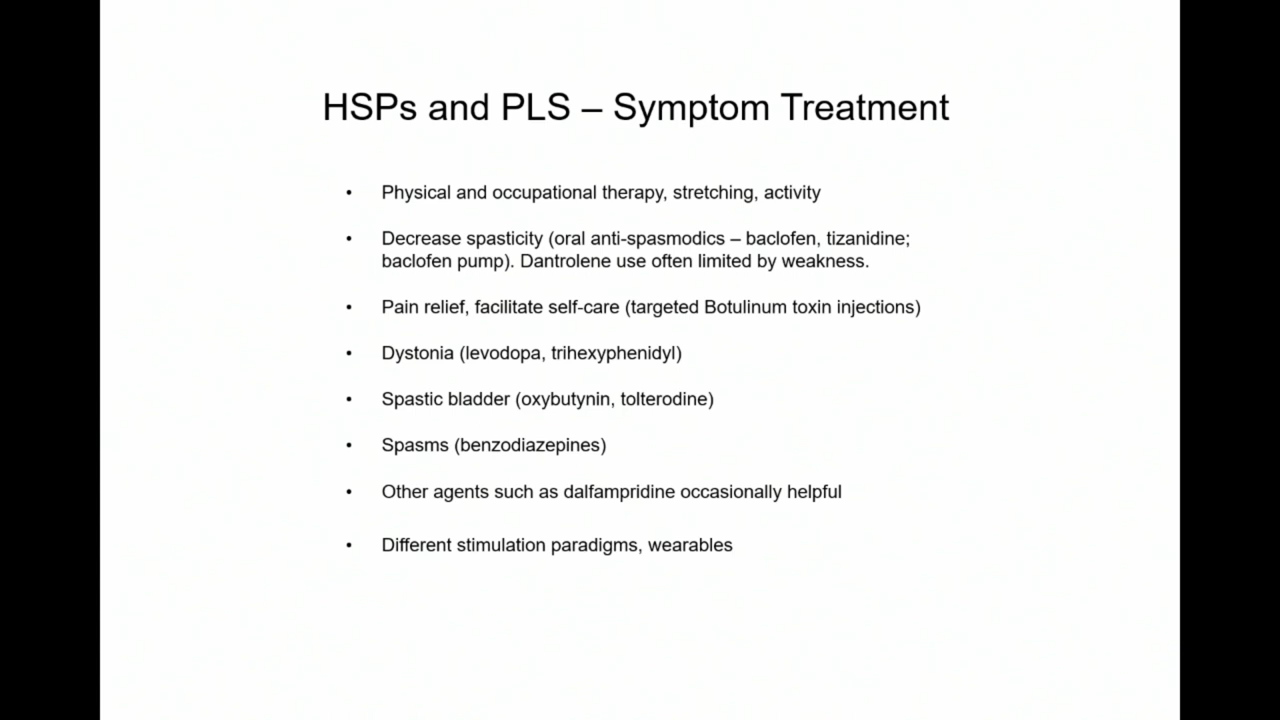 HSPs and PLS – Symptom Treatment
• Physical and occupational therapy, stretching, activity
• Decrease spasticity (oral anti-spasmodics – baclofen, tizanidine;
baclofen pump). Dantrolene use often limited by weakness.
• Pain relief, facilitate self-care (targeted Botulinum toxin injections)
• Dystonia (levodopa, trihexyphenidyl)
• Spastic bladder (oxybutynin, tolterodine)
• Spasms (benzodiazepines)
• Other agents such as dalfampridine occasionally helpful
• Different stimulation paradigms, wearables